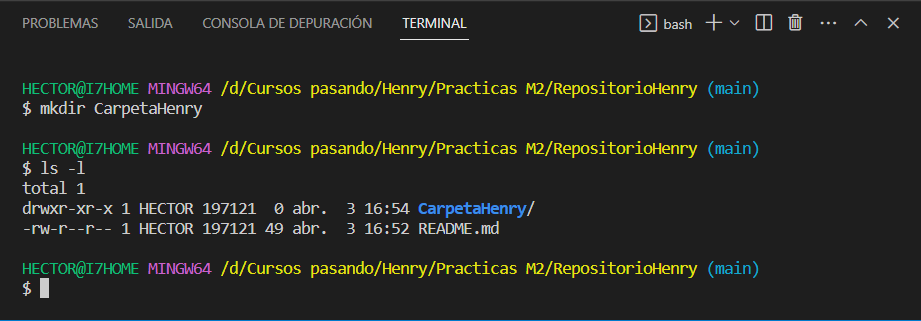 PROBLEMAS SALIDA CONSOLA DE DEPURACIÓN TERMINAL bash
HECTOR@I7HOME MINGW64 /d/Cursos pasando/Henry/Practicas M2/RepositorioHenry (main)
$ mkdir CarpetaHenry
HECTOR@I7HOME MINGW64 /d/Cursos pasando/Henry/Practicas M2/RepositorioHenry (main)
$ ls -l
total 1
drwxr-xr-x 1 HECTOR 197121  0 abr.  3 16:54 CarpetaHenry/
-rw-r--r-- 1 HECTOR 197121 49 abr.  3 16:52 README.md
HECTOR@I7HOME MINGW64 /d/Cursos pasando/Henry/Practicas M2/RepositorioHenry (main)
$